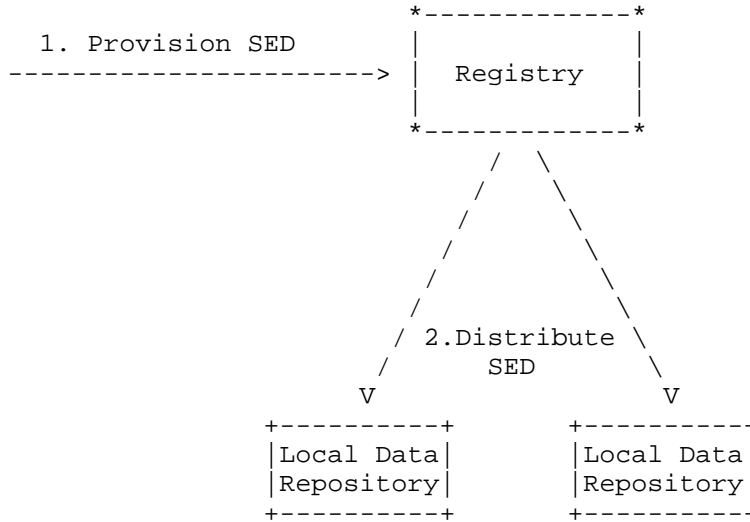 1. Provision SED
Registry
2.Distribute
SED
V V
Local Data Local Data
Repository Repository